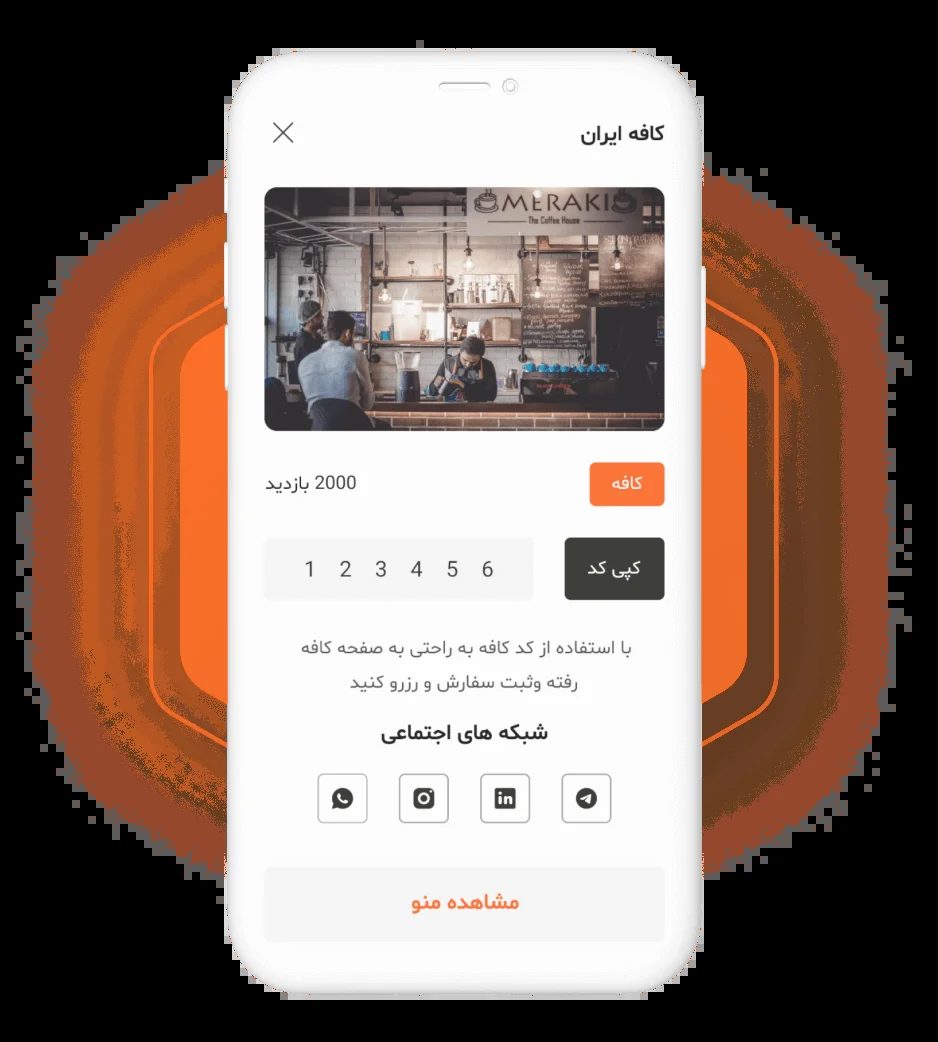 کافه ایران
MERAKI
The Coffee House
کافه
2000 بازدید
کپی کد
1 2 3 4 5 6
با استفاده از کد کافه به راحتی به صفحه کافه
رفته وثبت سفارش و رزرو کنید
شبکه های اجتماعی
مشاهده منو